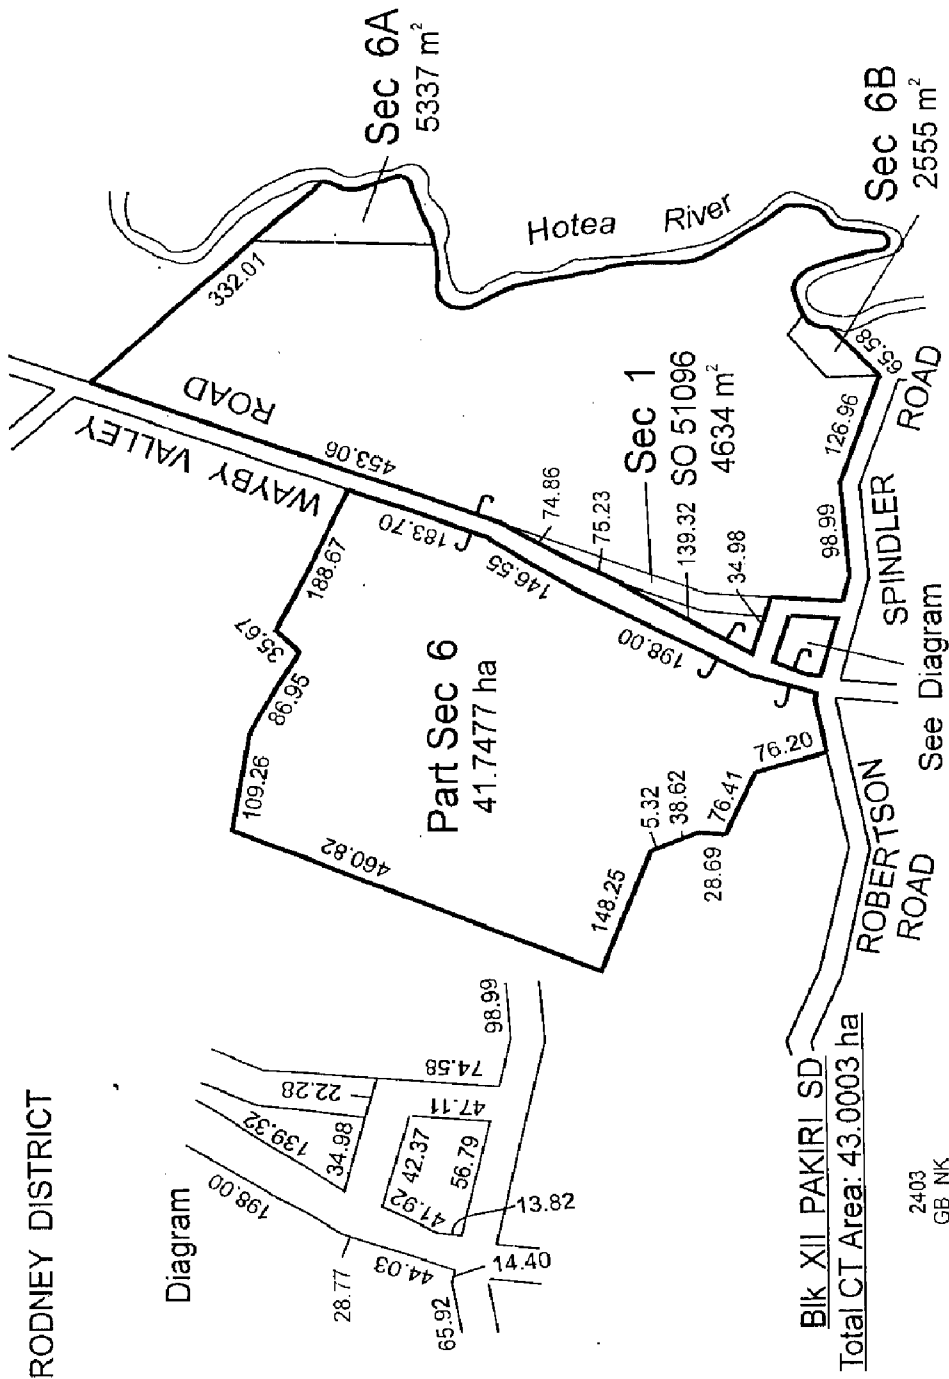 RODNEY DISTRICT
Sec 6A
5337 m²
332.01
Hotea River
WAYBY VALLEY
ROAD
453.06
188.67
183.70
35.67
86.95
109.26
146.55
74.86
75.23
Sec 1
SO 51096
4634 m²
139.32
34.98
198.00
Part Sec 6
41.7477 ha
460.82
148.25
5.32
38.62
28.69
76.41
76.20
Sec 6B
2555 m²
65.58
126.96
98.99
SPINDLER ROAD
See Diagram
ROBERTSON
ROAD
Diagram
139.32
22.28
34.98
198.00
74.58
98.99
47.11
42.37
41.92
56.79
13.82
28.77
44.03
14.40
65.92
Blk XII PAKIRI SD
Total CT Area: 43.0003 ha
2403
GB NK